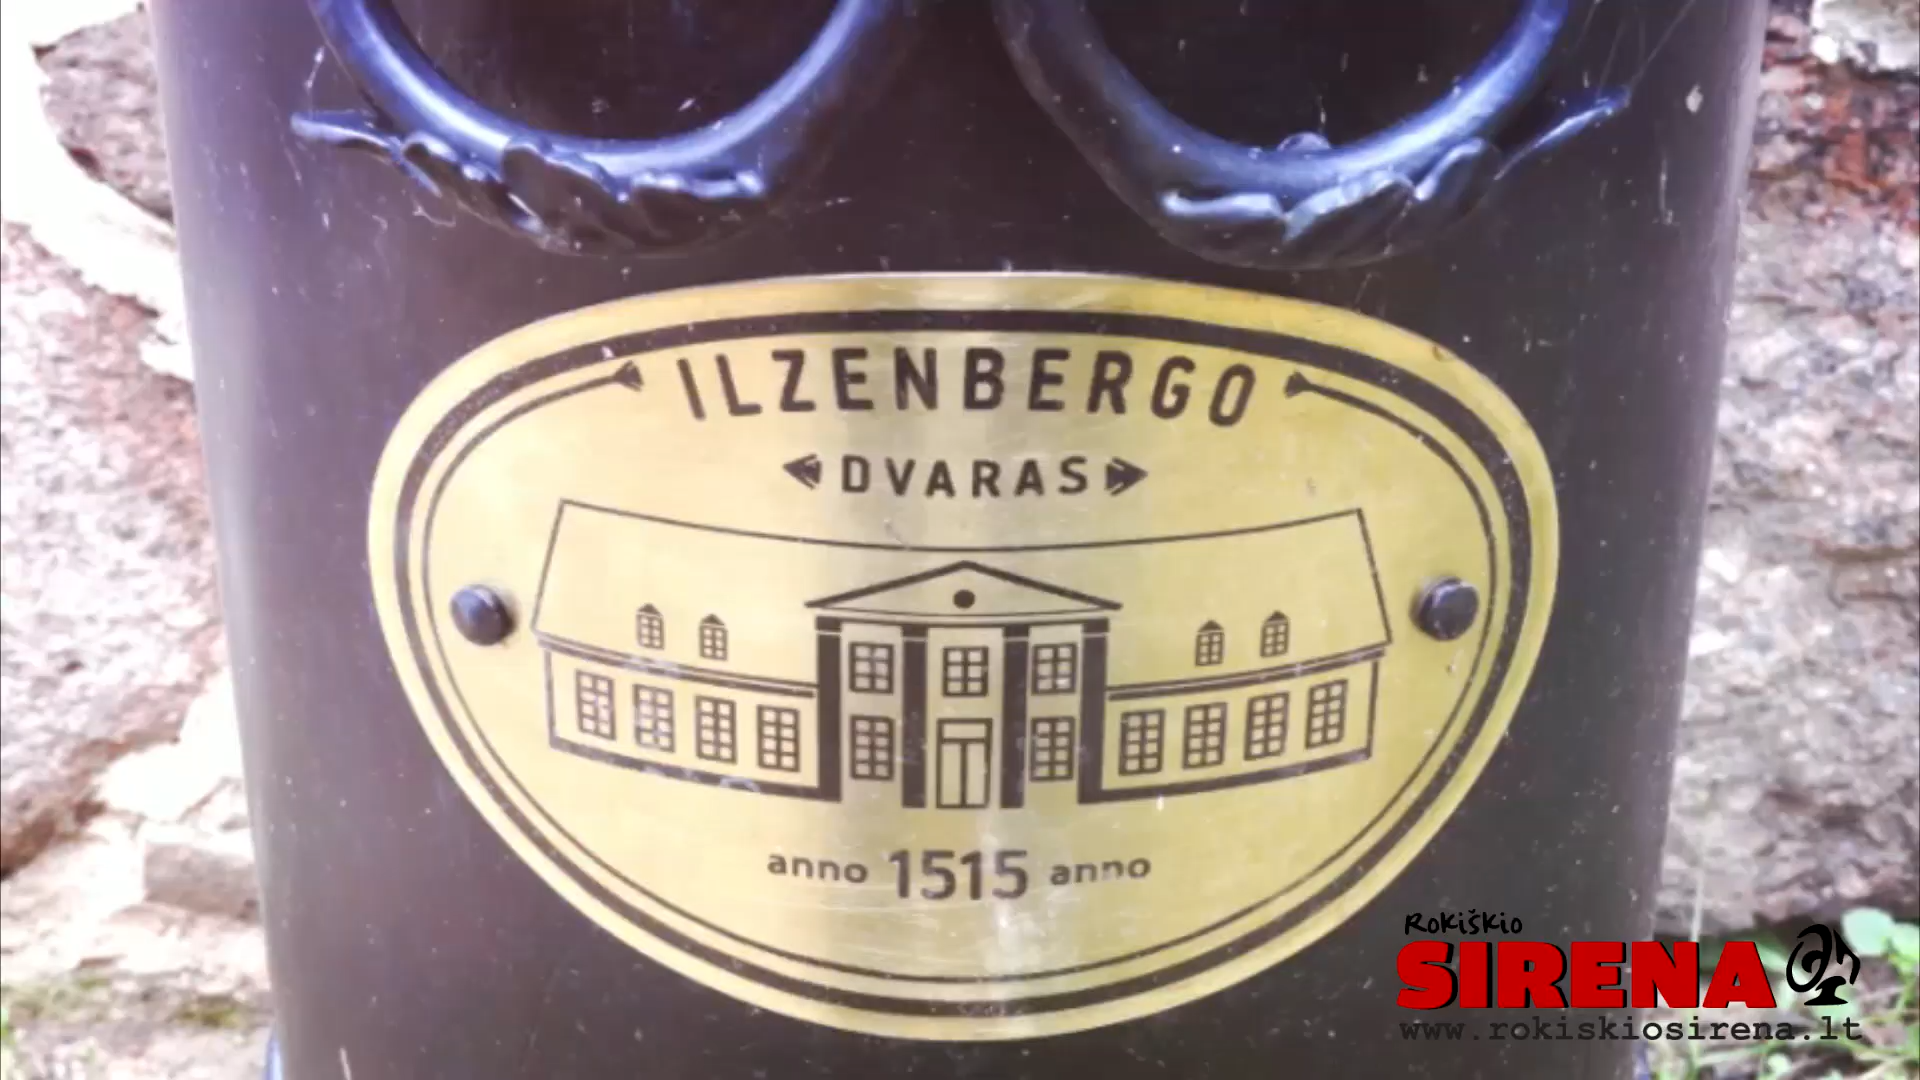 ILZENBERGO
DVARAS
anno 1515 anno
Rokiškio
SIRENA
www.rokiskiosirena.lt